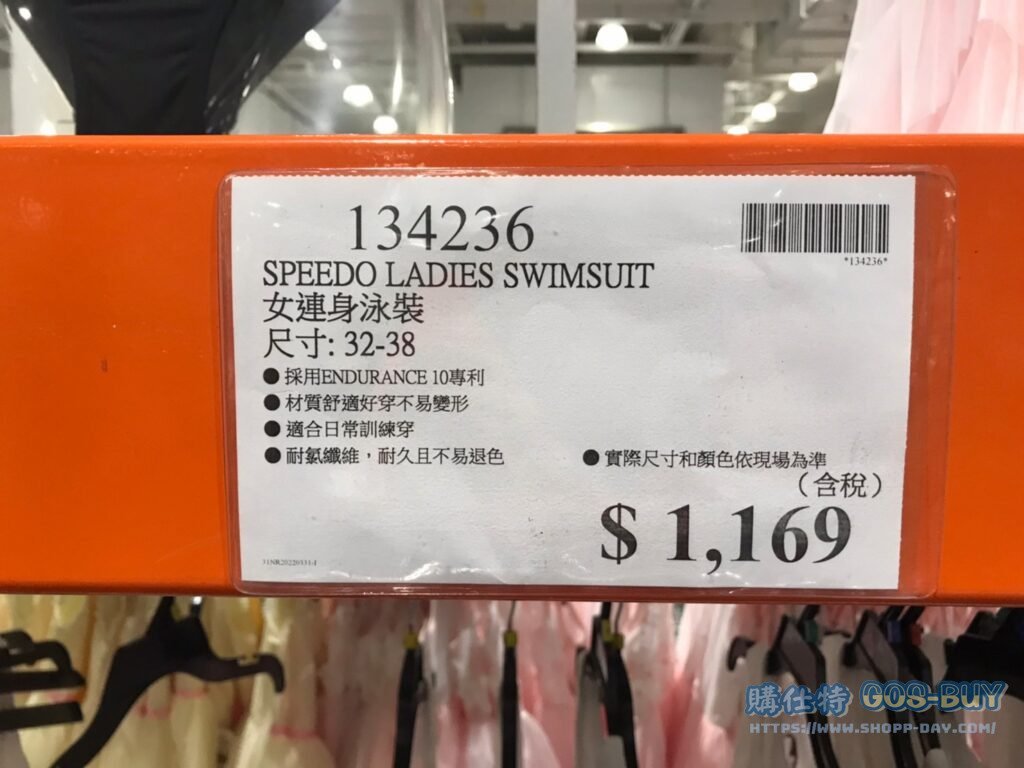 134236
*134236*
SPEEDO LADIES SWIMSUIT
女連身泳裝
尺寸: 32-38
● 採用ENDURANCE 10專利
● 材質舒適好穿不易變形
● 適合日常訓練穿
● 耐氯纖維，耐久且不易退色
● 實際尺寸和顏色依現場為準
（含稅）
$ 1,169
31NR20220331-I
購仕特 COS-BUY
HTTPS://WWW.SHOPP-DAY.COM/